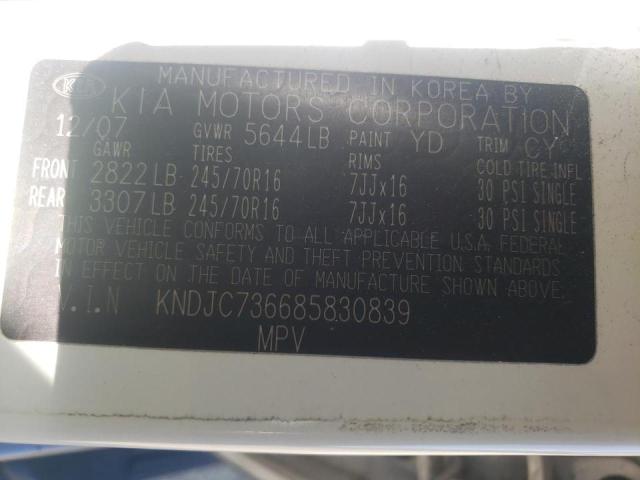 KIA
MANUFACTURED IN KOREA BY
KIA MOTORS CORPORATION
12/07 GVWR 5644LB PAINT YD TRIM CY
GAWR TIRES RIMS COLD TIRE INFL
FRONT 2822LB 245/70R16 7JJx16 30 PSI SINGLE
REAR 3307LB 245/70R16 7JJx16 30 PSI SINGLE
THIS VEHICLE CONFORMS TO ALL APPLICABLE U.S.A. FEDERAL
MOTOR VEHICLE SAFETY AND THEFT PREVENTION STANDARDS
IN EFFECT ON THE DATE OF MANUFACTURE SHOWN ABOVE
V.I.N KNDJC736685830839
MPV